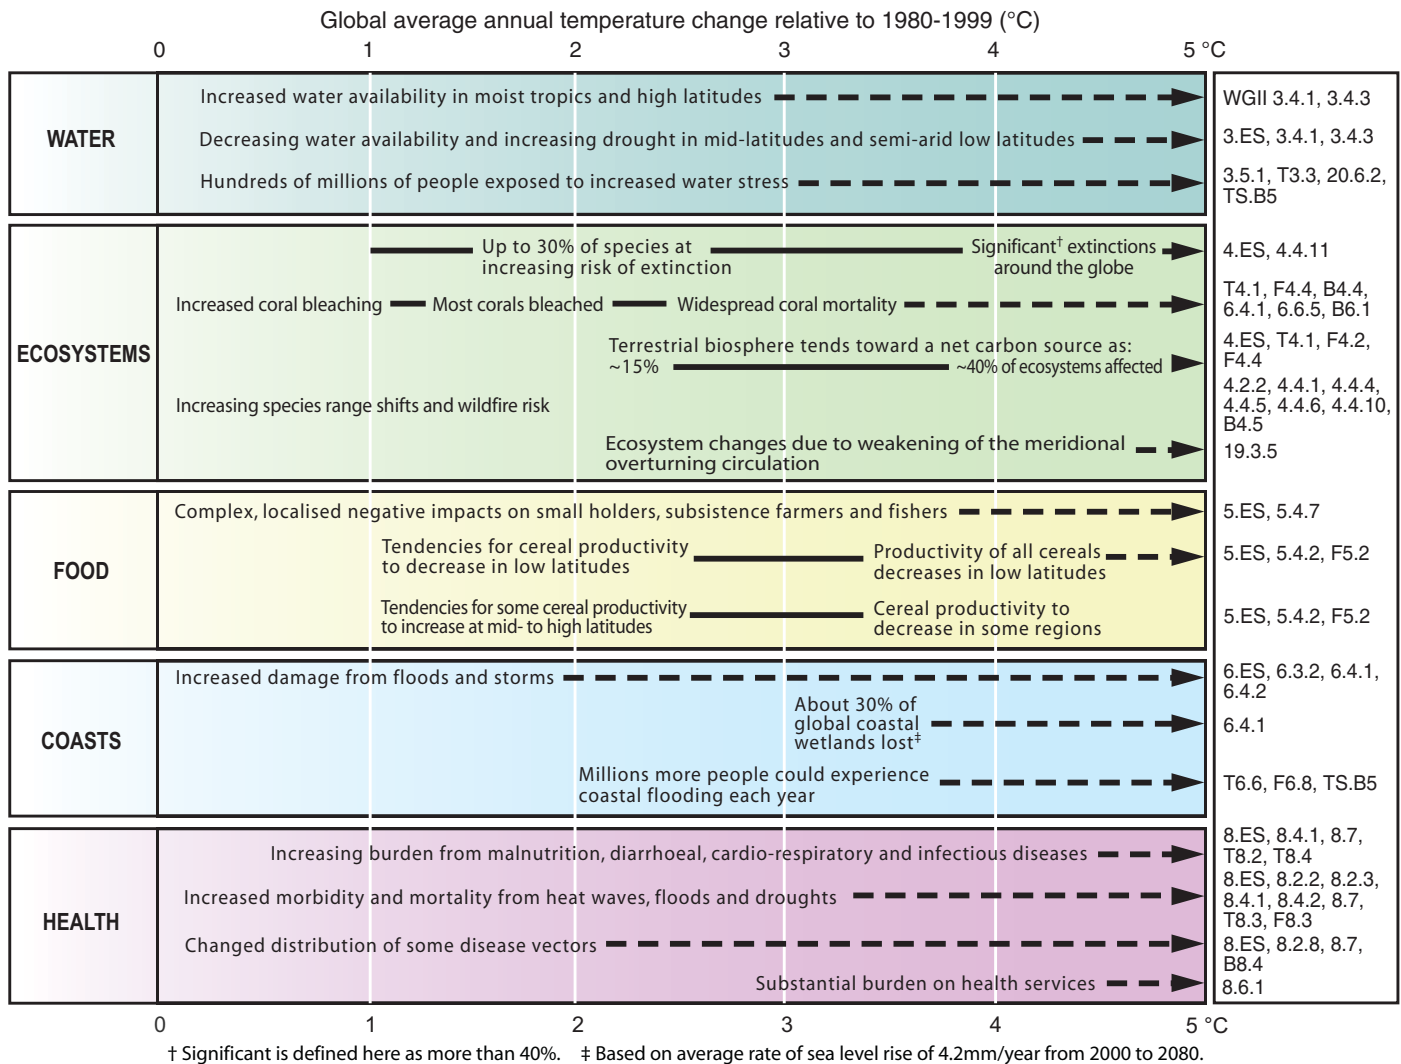 Global average annual temperature change relative to 1980-1999 (°C)
0 1 2 3 4 5 °C
WATER
Increased water availability in moist tropics and high latitudes
WGII 3.4.1, 3.4.3
Decreasing water availability and increasing drought in mid-latitudes and semi-arid low latitudes
3.ES, 3.4.1, 3.4.3
Hundreds of millions of people exposed to increased water stress
3.5.1, T3.3, 20.6.2,
TS.B5
ECOSYSTEMS
Up to 30% of species at
increasing risk of extinction
Significant† extinctions
around the globe
4.ES, 4.4.11
Increased coral bleaching
Most corals bleached
Widespread coral mortality
T4.1, F4.4, B4.4,
6.4.1, 6.6.5, B6.1
Terrestrial biosphere tends toward a net carbon source as:
~15%
~40% of ecosystems affected
4.ES, T4.1, F4.2,
F4.4
Increasing species range shifts and wildfire risk
4.2.2, 4.4.1, 4.4.4,
4.4.5, 4.4.6, 4.4.10,
B4.5
Ecosystem changes due to weakening of the meridional
overturning circulation
19.3.5
FOOD
Complex, localised negative impacts on small holders, subsistence farmers and fishers
5.ES, 5.4.7
Tendencies for cereal productivity
to decrease in low latitudes
Productivity of all cereals
decreases in low latitudes
5.ES, 5.4.2, F5.2
Tendencies for some cereal productivity
to increase at mid- to high latitudes
Cereal productivity to
decrease in some regions
5.ES, 5.4.2, F5.2
COASTS
Increased damage from floods and storms
6.ES, 6.3.2, 6.4.1,
6.4.2
About 30% of
global coastal
wetlands lost‡
6.4.1
Millions more people could experience
coastal flooding each year
T6.6, F6.8, TS.B5
HEALTH
Increasing burden from malnutrition, diarrhoeal, cardio-respiratory and infectious diseases
8.ES, 8.4.1, 8.7,
T8.2, T8.4
Increased morbidity and mortality from heat waves, floods and droughts
8.ES, 8.2.2, 8.2.3,
8.4.1, 8.4.2, 8.7,
T8.3, F8.3
Changed distribution of some disease vectors
8.ES, 8.2.8, 8.7,
B8.4
Substantial burden on health services
8.6.1
0 1 2 3 4 5 °C
† Significant is defined here as more than 40%. ‡ Based on average rate of sea level rise of 4.2mm/year from 2000 to 2080.